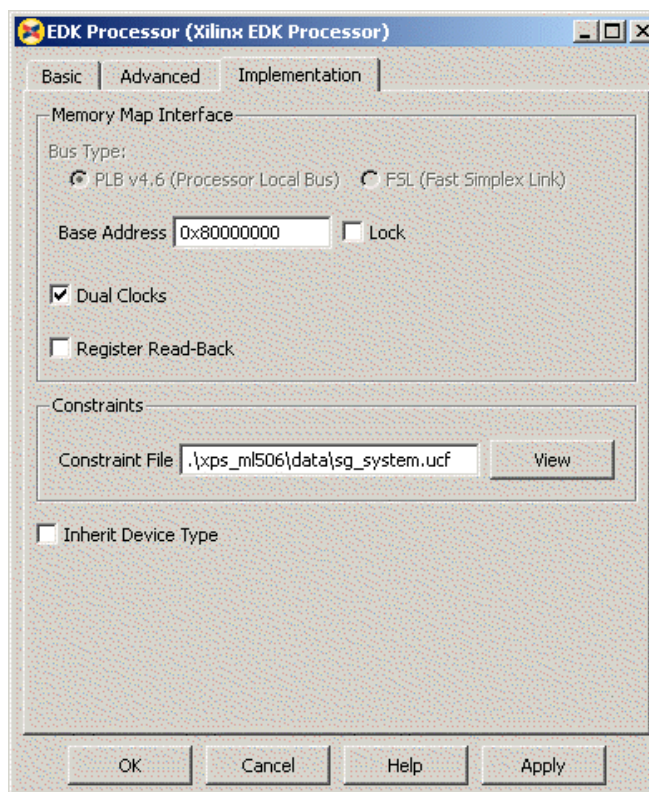 EDK Processor (Xilinx EDK Processor)
Basic Advanced Implementation
Memory Map Interface
Bus Type:
PLB v4.6 (Processor Local Bus) FSL (Fast Simplex Link)
Base Address 0x80000000 Lock
Dual Clocks
Register Read-Back
Constraints
Constraint File .\xps_ml506\data\sg_system.ucf View
Inherit Device Type
OK Cancel Help Apply